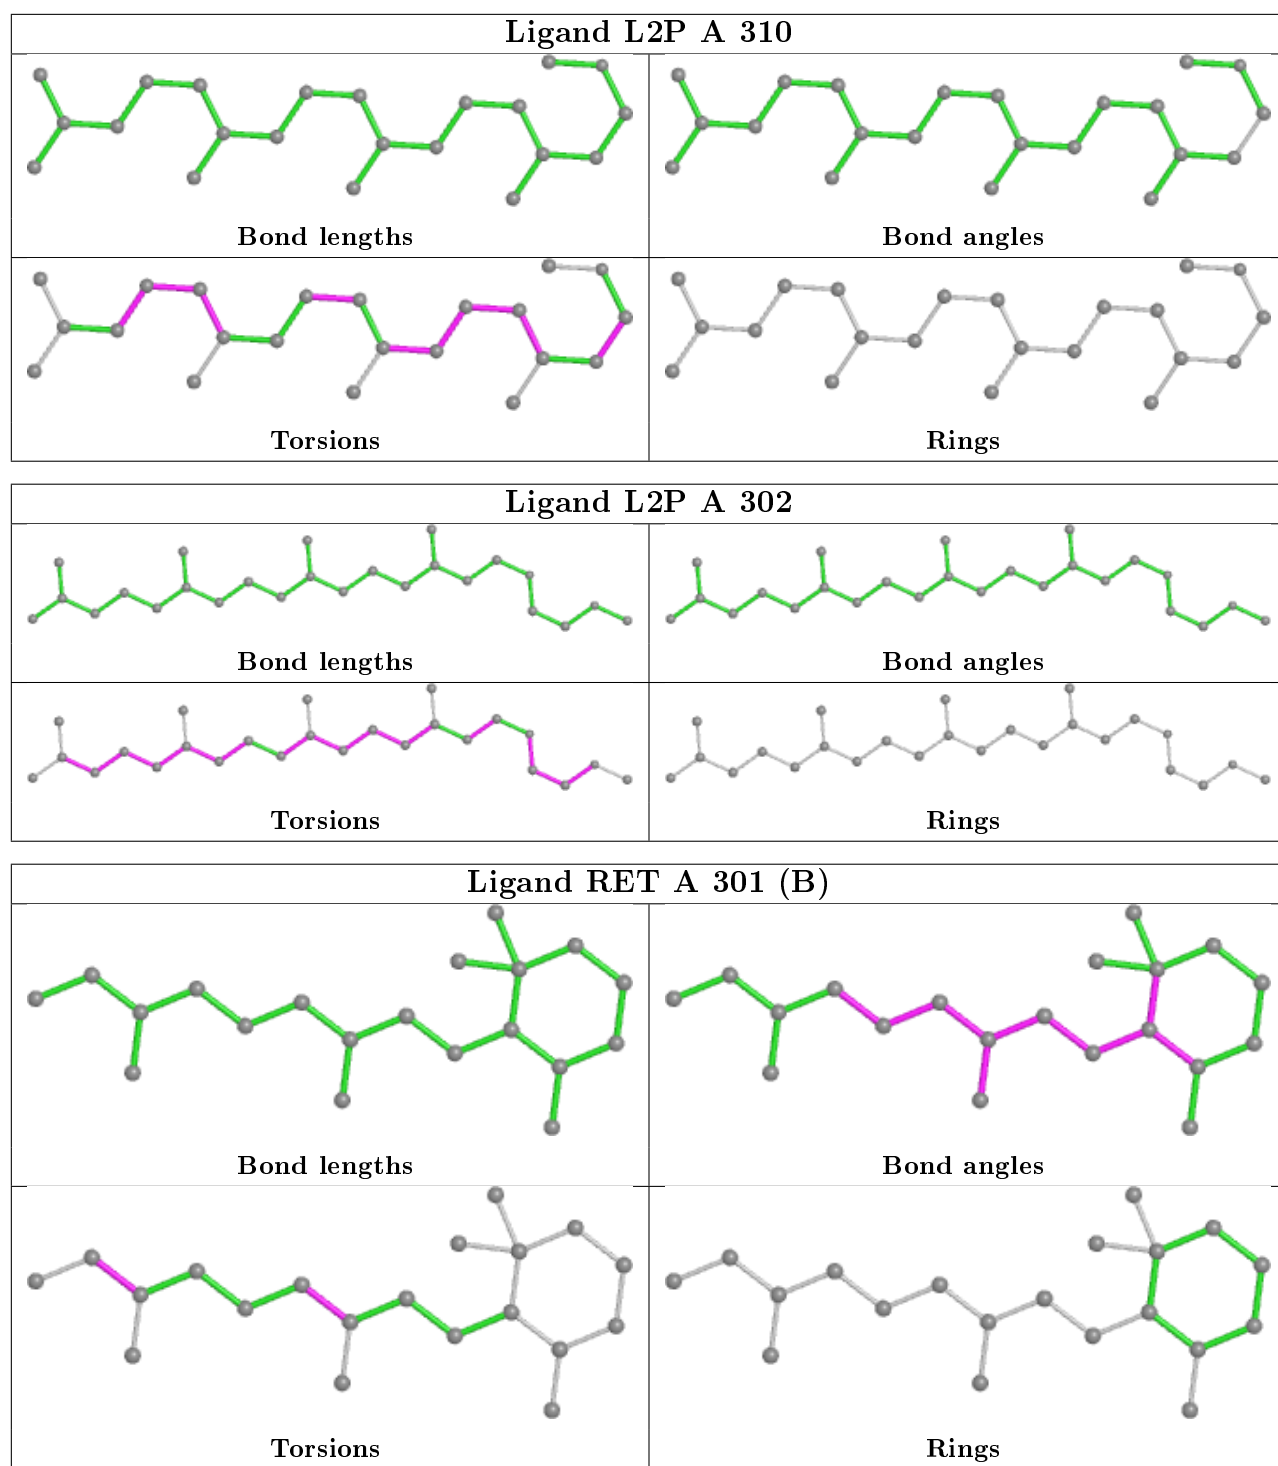 Ligand L2P A 310
Bond lengths
Bond angles
Torsions
Rings
Ligand L2P A 302
Bond lengths
Bond angles
Torsions
Rings
Ligand RET A 301 (B)
Bond lengths
Bond angles
Torsions
Rings